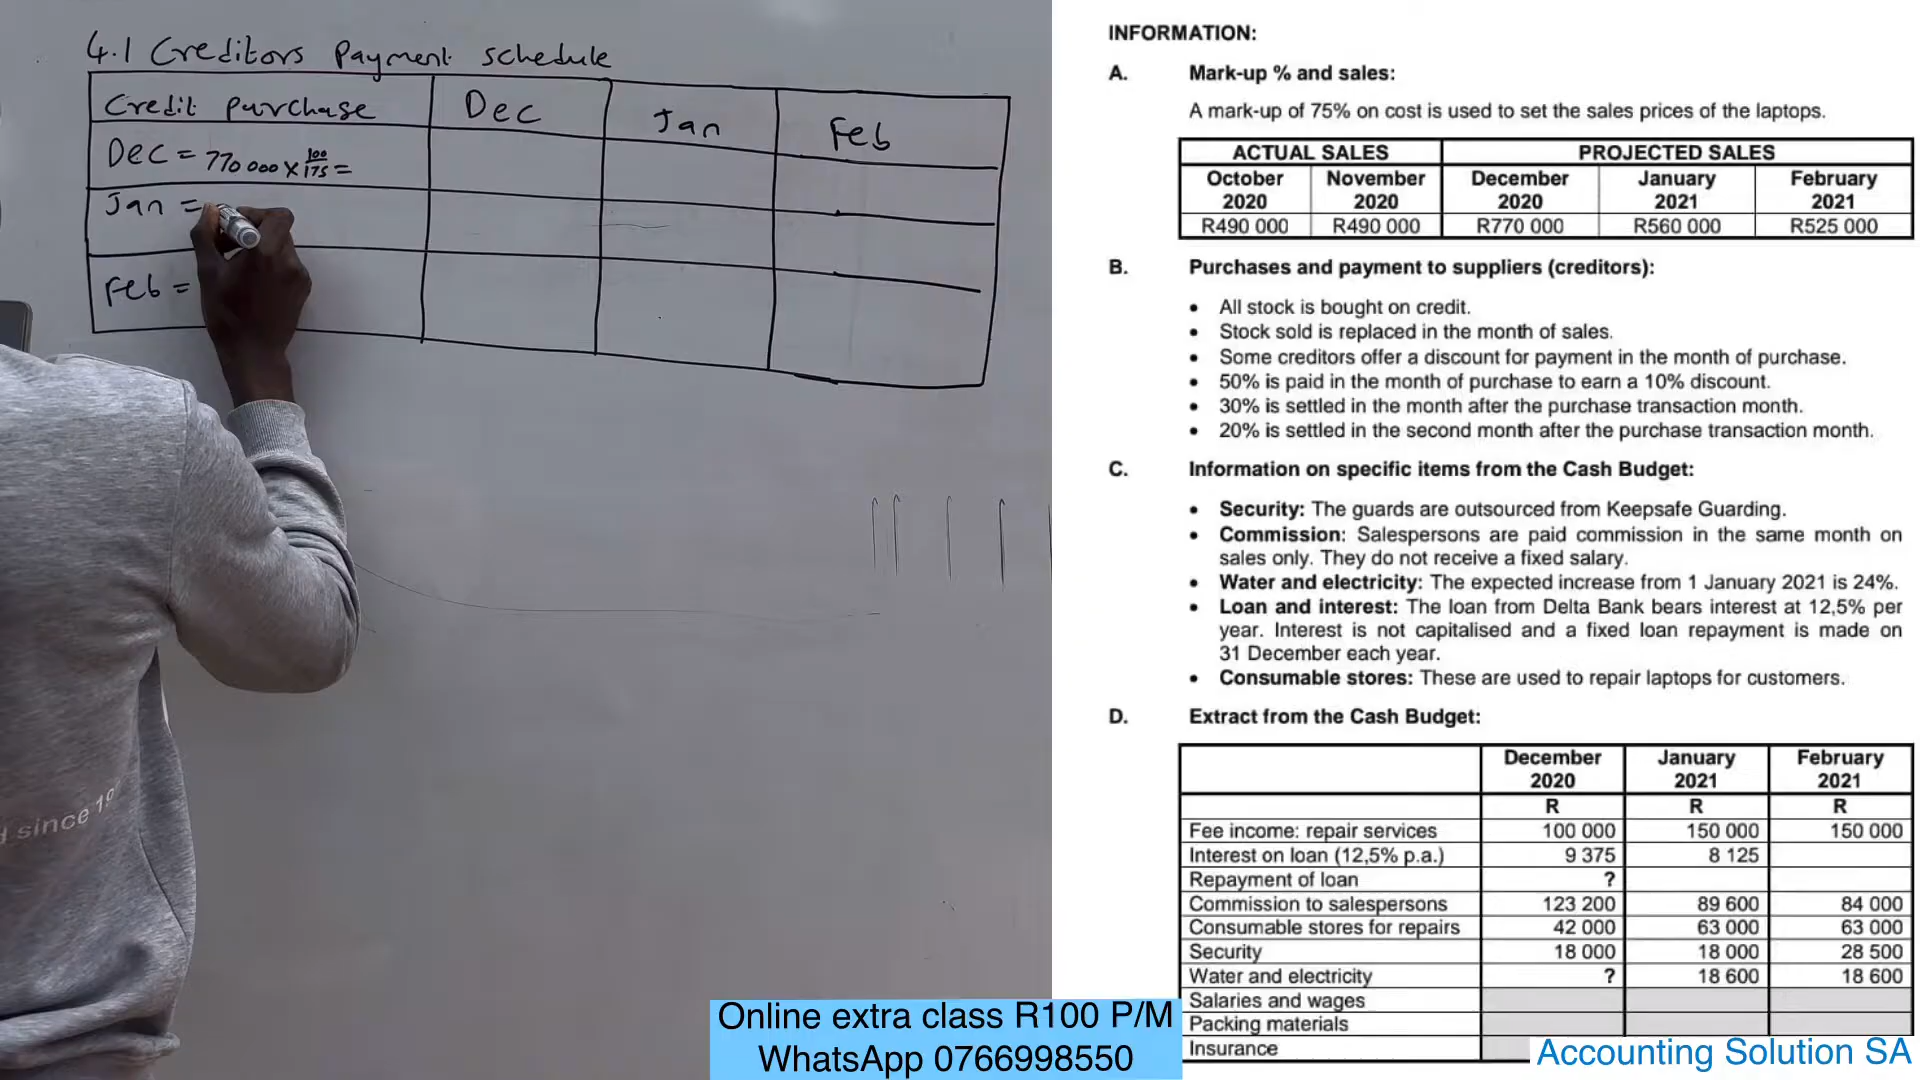 4.1 Creditors Payment schedule
Credit purchase Dec Jan Feb
Dec = 770 000 x 100/175 =
Jan =
Feb =
d since 19
INFORMATION:
A. Mark-up % and sales:
A mark-up of 75% on cost is used to set the sales prices of the laptops.
ACTUAL SALES PROJECTED SALES
October 2020 November 2020 December 2020 January 2021 February 2021
R490 000 R490 000 R770 000 R560 000 R525 000
B. Purchases and payment to suppliers (creditors):
• All stock is bought on credit.
• Stock sold is replaced in the month of sales.
• Some creditors offer a discount for payment in the month of purchase.
• 50% is paid in the month of purchase to earn a 10% discount.
• 30% is settled in the month after the purchase transaction month.
• 20% is settled in the second month after the purchase transaction month.
C. Information on specific items from the Cash Budget:
• Security: The guards are outsourced from Keepsafe Guarding.
• Commission: Salespersons are paid commission in the same month on
sales only. They do not receive a fixed salary.
• Water and electricity: The expected increase from 1 January 2021 is 24%.
• Loan and interest: The loan from Delta Bank bears interest at 12,5% per
year. Interest is not capitalised and a fixed loan repayment is made on
31 December each year.
• Consumable stores: These are used to repair laptops for customers.
D. Extract from the Cash Budget:
December 2020 January 2021 February 2021
R R R
Fee income: repair services 100 000 150 000 150 000
Interest on loan (12,5% p.a.) 9 375 8 125
Repayment of loan ?
Commission to salespersons 123 200 89 600 84 000
Consumable stores for repairs 42 000 63 000 63 000
Security 18 000 18 000 28 500
Water and electricity ? 18 600 18 600
Salaries and wages
Packing materials
Insurance
Online extra class R100 P/M
WhatsApp 0766998550
Accounting Solution SA